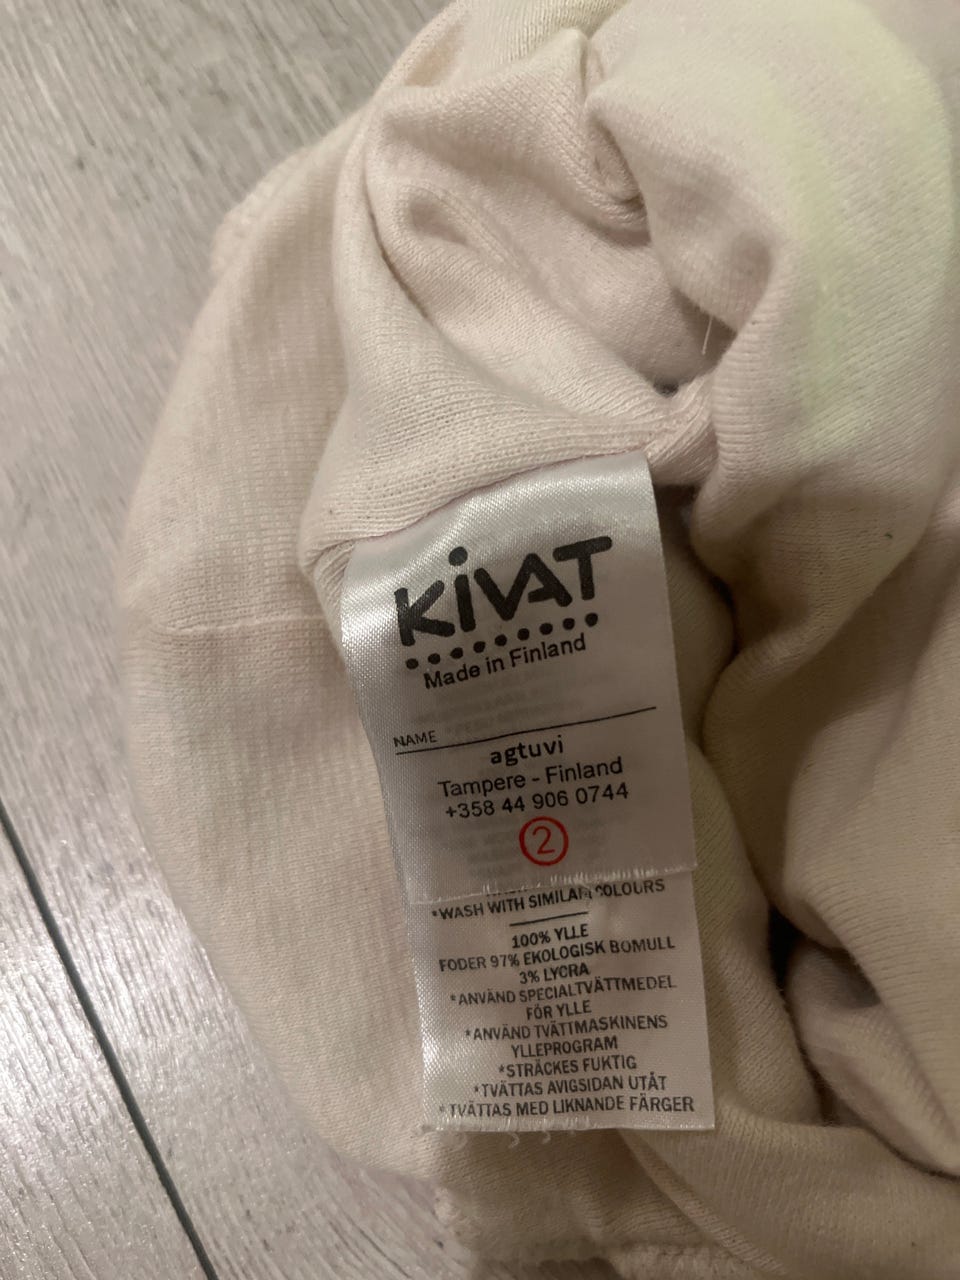 KiVAT
Made in Finland
NAME
agtuvi
Tampere - Finland
+358 44 906 0744
2
*WASH WITH SIMILAR COLOURS
100% YLLE
FODER 97% EKOLOGISK BOMULL
3% LYCRA
*ANVÄND SPECIALTVÄTTMEDEL
FÖR YLLE
*ANVÄND TVÄTTMASKINENS
YLLEPROGRAM
*STRÄCKES FUKTIG
*TVÄTTAS AVIGSIDAN UTÅT
*TVÄTTAS MED LIKNANDE FÄRGER